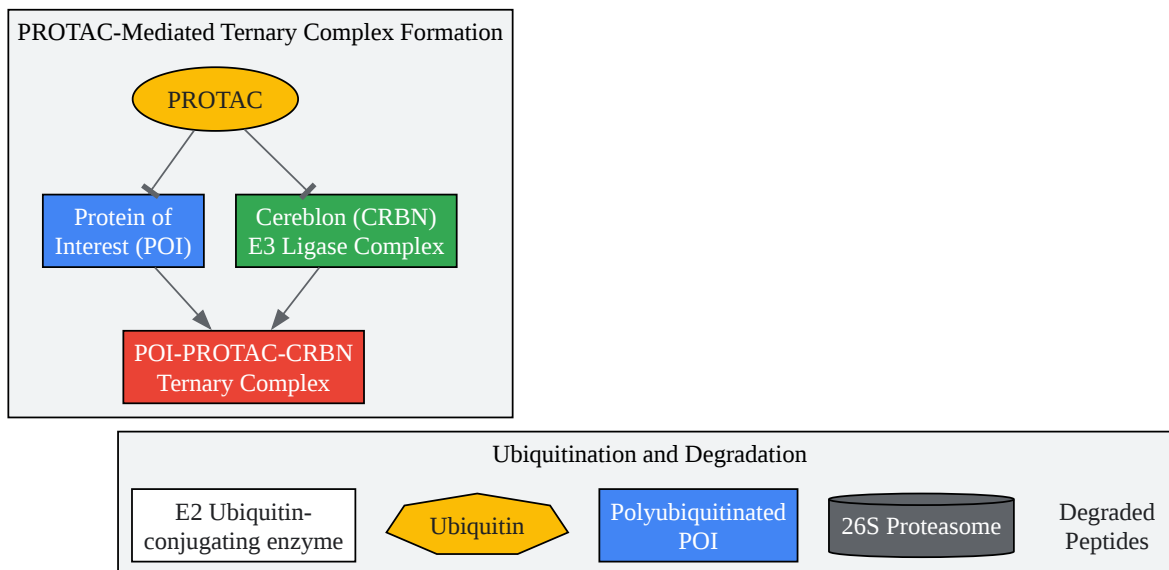 PROTAC-Mediated Ternary Complex Formation
PROTAC
Protein of
Interest (POI)
Cereblon (CRBN)
E3 Ligase Complex
POI-PROTAC-CRBN
Ternary Complex
Ubiquitination and Degradation
E2 Ubiquitin-
conjugating enzyme
Ubiquitin
Polyubiquitinated
POI
26S Proteasome
Degraded
Peptides